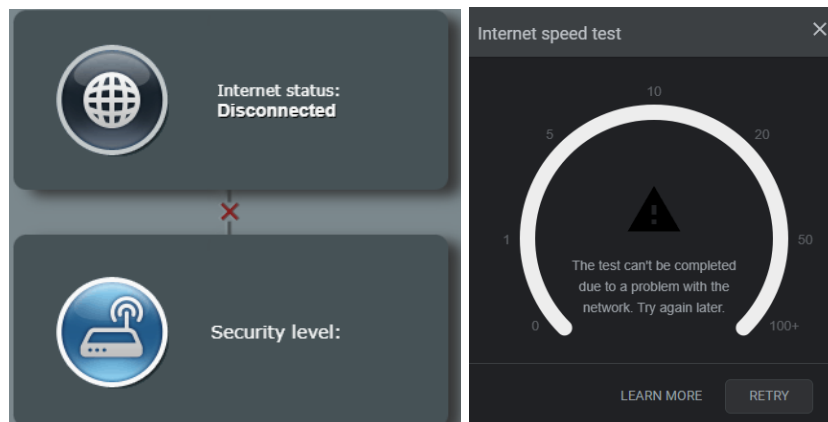 Internet status:
Disconnected
Security level:
Internet speed test
10
5
20
1
50
The test can't be completed
due to a problem with the
network. Try again later.
0
100+
LEARN MORE
RETRY